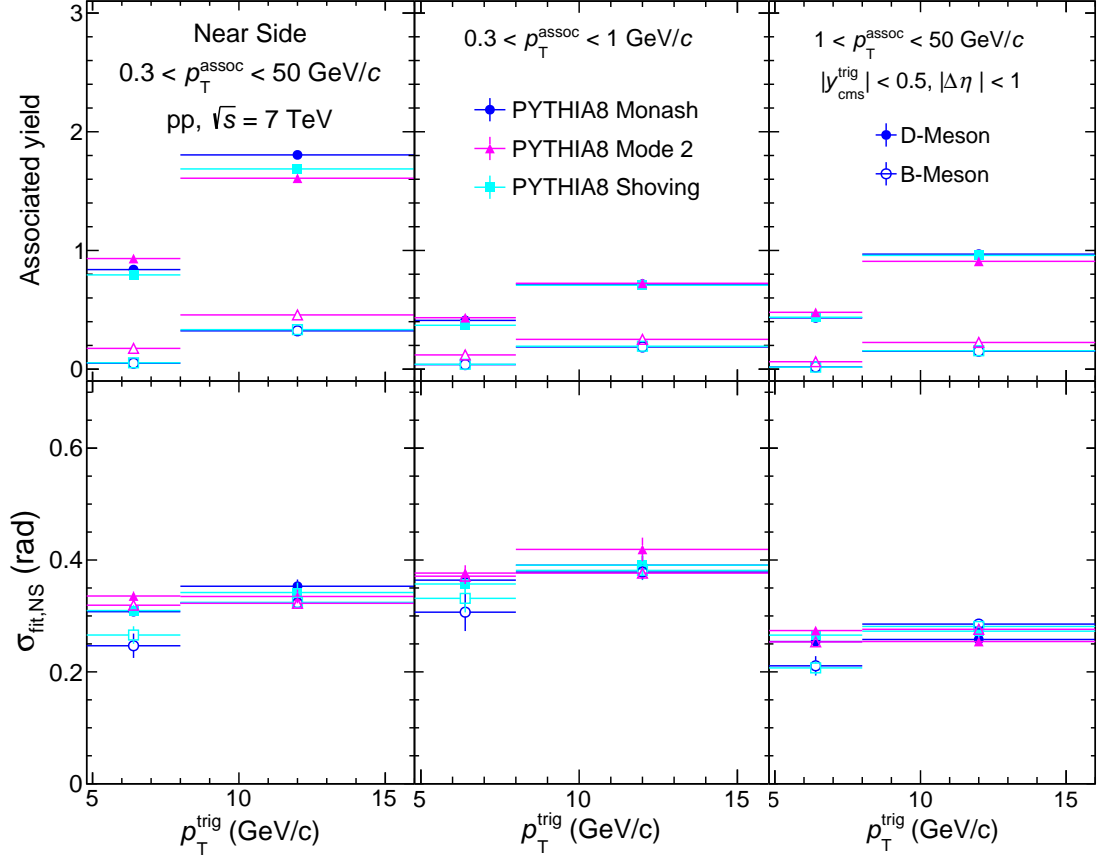 3
2
1
0
Associated yield
Near Side
0.3 < p_T^assoc < 50 GeV/c
pp, √s = 7 TeV
0.3 < p_T^assoc < 1 GeV/c
PYTHIA8 Monash
PYTHIA8 Mode 2
PYTHIA8 Shoving
1 < p_T^assoc < 50 GeV/c
|y_cms^trig| < 0.5, |Δη| < 1
D-Meson
B-Meson
0.6
0.4
0.2
0
σ_fit,NS (rad)
5 10 15 5 10 15 5 10 15
p_T^trig (GeV/c) p_T^trig (GeV/c) p_T^trig (GeV/c)